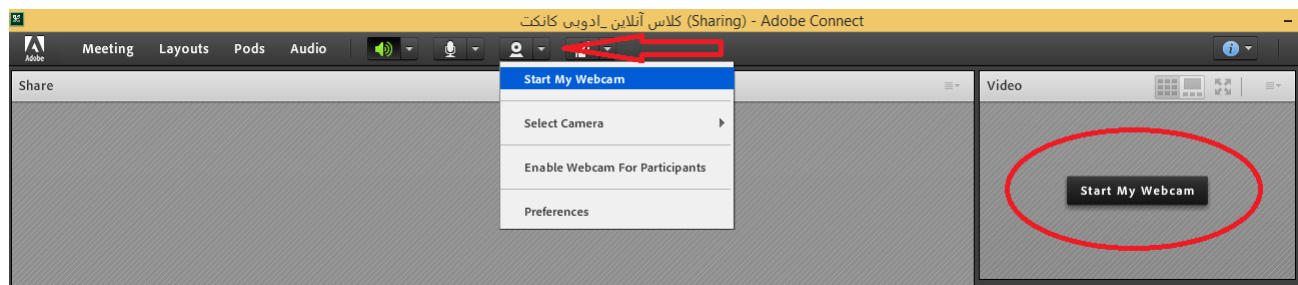 کلاس آنلاین _ادوبی کانکت (Sharing) - Adobe Connect
Adobe
Meeting Layouts Pods Audio
Share
Video
Start My Webcam
Select Camera
Enable Webcam For Participants
Preferences
Start My Webcam